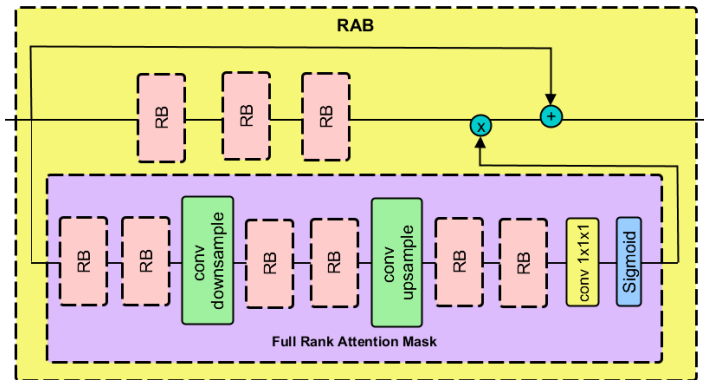 RAB
+
RB
RB
RB
x
RB
RB
conv
downsample
RB
RB
conv
upsample
RB
RB
conv 1x1x1
Sigmoid
Full Rank Attention Mask